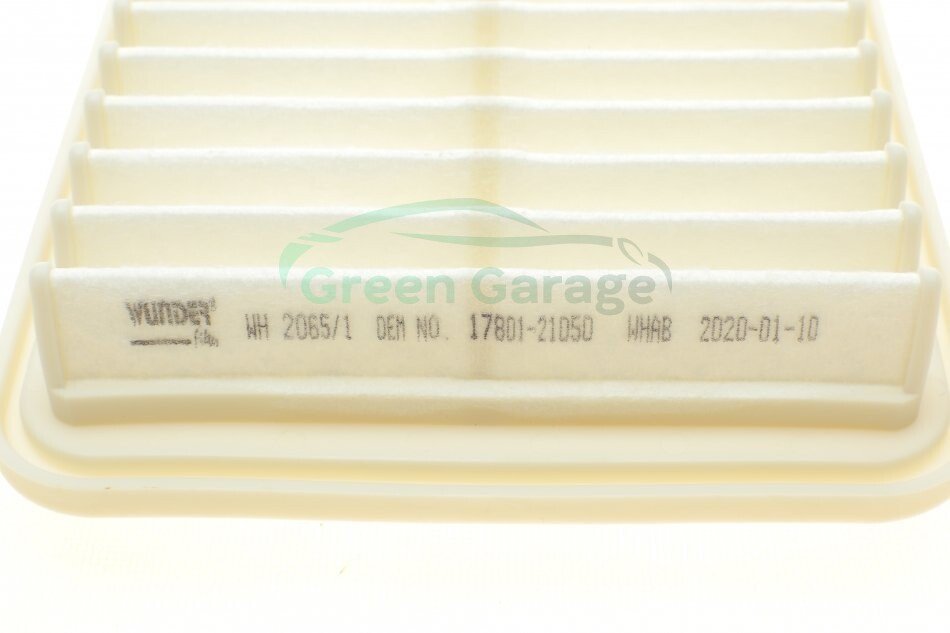 Green Garage
WUNDER
WH 2065/1 OEM NO. 17801-21050 WHAB 2020-01-10